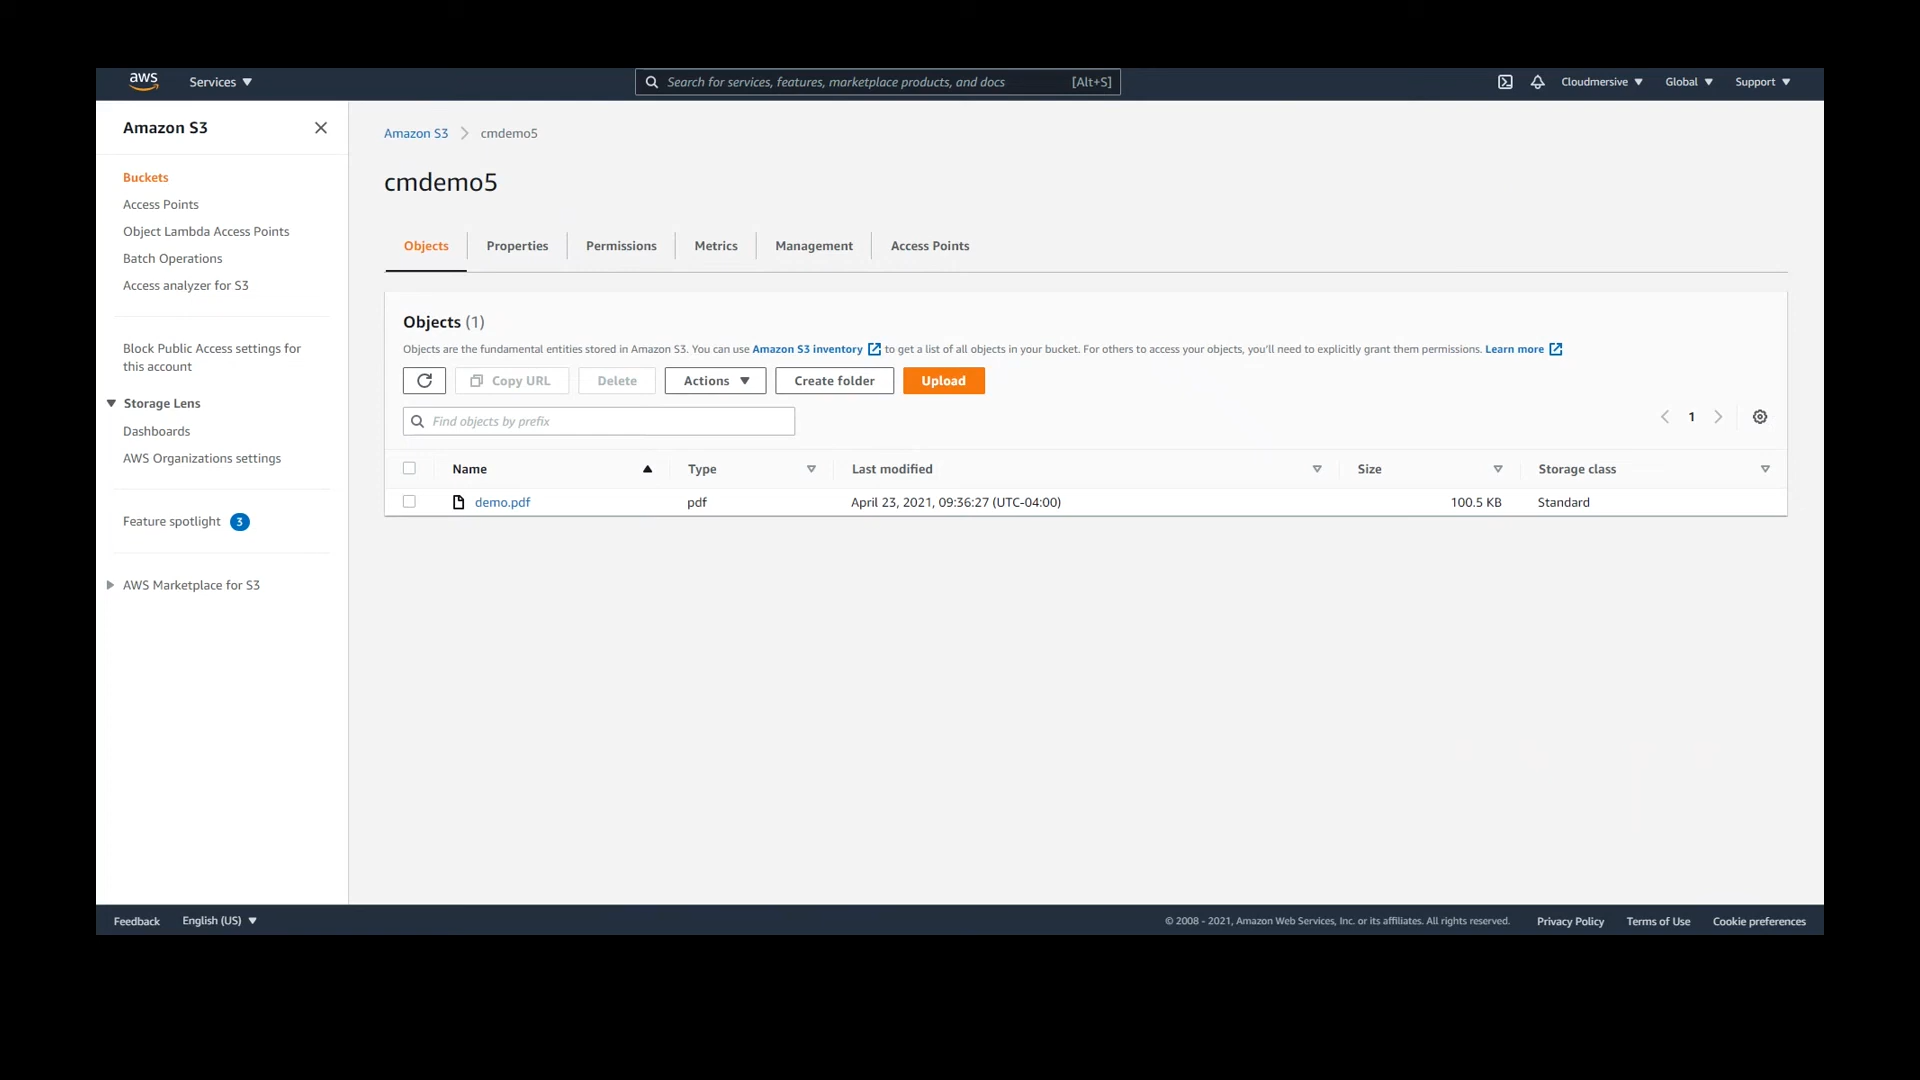 aws Services Search for services, features, marketplace products, and docs [Alt+S] Cloudmersive Global Support
Amazon S3
Buckets
Access Points
Object Lambda Access Points
Batch Operations
Access analyzer for S3
Block Public Access settings for
this account
Storage Lens
Dashboards
AWS Organizations settings
Feature spotlight 3
AWS Marketplace for S3
Amazon S3 cmdemo5
cmdemo5
Objects Properties Permissions Metrics Management Access Points
Objects (1)
Objects are the fundamental entities stored in Amazon S3. You can use Amazon S3 inventory to get a list of all objects in your bucket. For others to access your objects, you'll need to explicitly grant them permissions. Learn more
Copy URL Delete Actions Create folder Upload
Find objects by prefix 1
Name Type Last modified Size Storage class
demo.pdf pdf April 23, 2021, 09:36:27 (UTC-04:00) 100.5 KB Standard
Feedback English (US) © 2008 - 2021, Amazon Web Services, Inc. or its affiliates. All rights reserved. Privacy Policy Terms of Use Cookie preferences